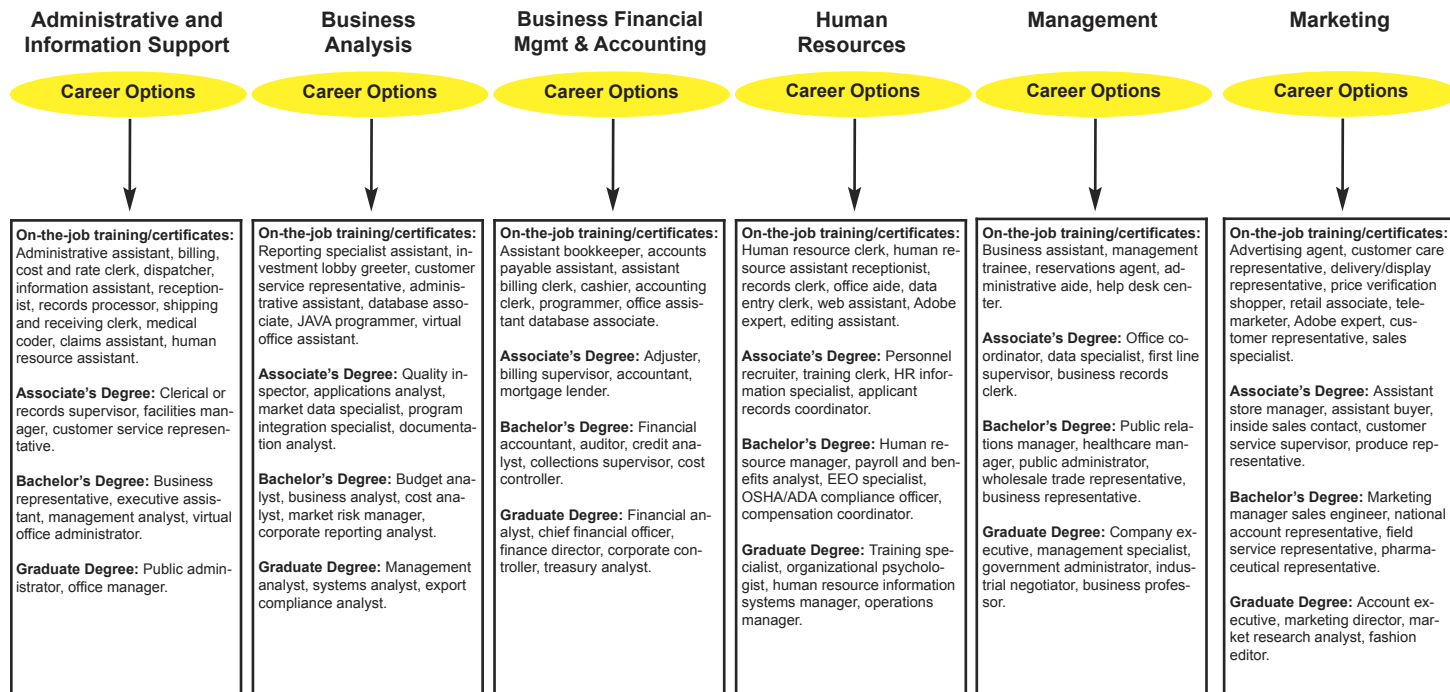 Administrative and
Information Support
Career Options
On-the-job training/certificates:
Administrative assistant, billing,
cost and rate clerk, dispatcher,
information assistant, reception-
ist, records processor, shipping
and receiving clerk, medical
coder, claims assistant, human
resource assistant.
Associate's Degree: Clerical or
records supervisor, facilities man-
ager, customer service represen-
tative.
Bachelor's Degree: Business
representative, executive assis-
tant, management analyst, virtual
office administrator.
Graduate Degree: Public admin-
istrator, office manager.
Business
Analysis
Career Options
On-the-job training/certificates:
Reporting specialist assistant, in-
vestment lobby greeter, customer
service representative, adminis-
trative assistant, database asso-
ciate, JAVA programmer, virtual
office assistant.
Associate's Degree: Quality in-
spector, applications analyst,
market data specialist, program
integration specialist, documenta-
tion analyst.
Bachelor's Degree: Budget ana-
lyst, business analyst, cost ana-
lyst, market risk manager,
corporate reporting analyst.
Graduate Degree: Management
analyst, systems analyst, export
compliance analyst.
Business Financial
Mgmt & Accounting
Career Options
On-the-job training/certificates:
Assistant bookkeeper, accounts
payable assistant, assistant
billing clerk, cashier, accounting
clerk, programmer, office assis-
tant database associate.
Associate's Degree: Adjuster,
billing supervisor, accountant,
mortgage lender.
Bachelor's Degree: Financial
accountant, auditor, credit ana-
lyst, collections supervisor, cost
controller.
Graduate Degree: Financial an-
alyst, chief financial officer,
finance director, corporate con-
troller, treasury analyst.
Human
Resources
Career Options
On-the-job training/certificates:
Human resource clerk, human re-
source assistant receptionist,
records clerk, office aide, data
entry clerk, web assistant, Adobe
expert, editing assistant.
Associate's Degree: Personnel
recruiter, training clerk, HR infor-
mation specialist, applicant
records coordinator.
Bachelor's Degree: Human re-
source manager, payroll and ben-
efits analyst, EEO specialist,
OSHA/ADA compliance officer,
compensation coordinator.
Graduate Degree: Training spe-
cialist, organizational psycholo-
gist, human resource information
systems manager, operations
manager.
Management
Career Options
On-the-job training/certificates:
Business assistant, management
trainee, reservations agent, ad-
ministrative aide, help desk cen-
ter.
Associate's Degree: Office co-
ordinator, data specialist, first line
supervisor, business records
clerk.
Bachelor's Degree: Public rela-
tions manager, healthcare man-
ager, public administrator,
wholesale trade representative,
business representative.
Graduate Degree: Company ex-
ecutive, management specialist,
government administrator, indus-
trial negotiator, business profes-
sor.
Marketing
Career Options
On-the-job training/certificates:
Advertising agent, customer care
representative, delivery/display
representative, price verification
shopper, retail associate, tele-
marketer, Adobe expert, cus-
tomer representative, sales
specialist.
Associate's Degree: Assistant
store manager, assistant buyer,
inside sales contact, customer
service supervisor, produce rep-
resentative.
Bachelor's Degree: Marketing
manager sales engineer, national
account representative, field
service representative, pharma-
ceutical representative.
Graduate Degree: Account ex-
ecutive, marketing director, mar-
ket research analyst, fashion
editor.